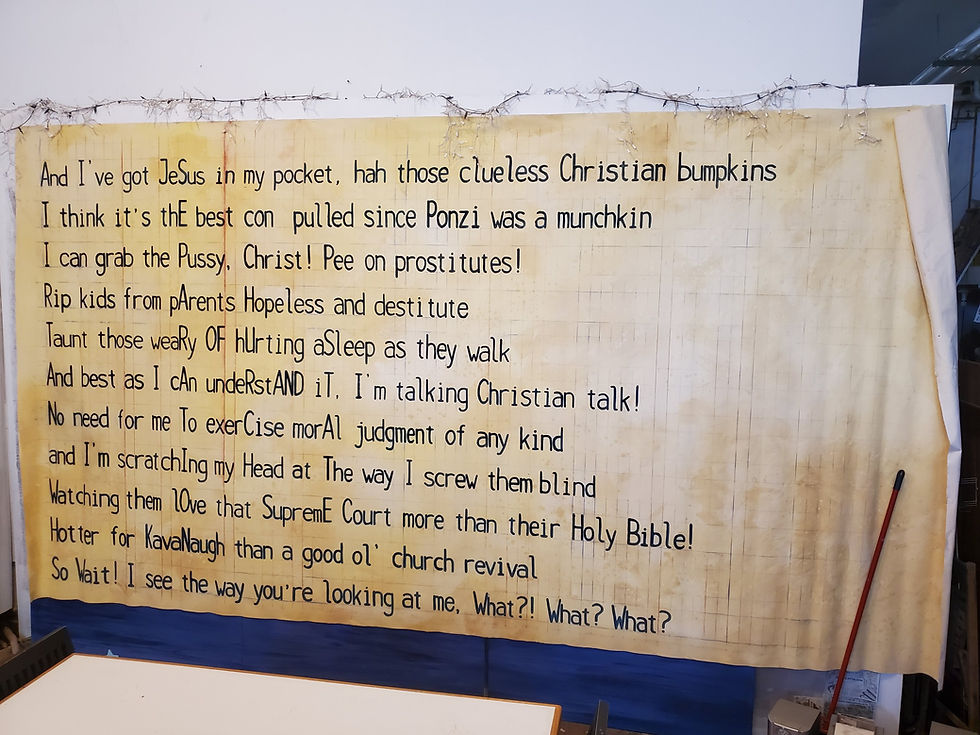 And I've got JeSus in my pocket, hah those clueless Christian bumpkins
I think it's thE best con pulled since Ponzi was a munchkin
I can grab the Pussy, Christ! Pee on prostitutes!
Rip kids from pArents Hopeless and destitute
Taunt those weaRy OF hUrting aSleep as they walk
And best as I cAn undeRstAND iT, I'm talking Christian talk!
No need for me To exerCise morAl judgment of any kind
and I'm scratchIng my Head at The way I screw them blind
Watching them lOve that SupremE Court more than their Holy Bible!
Hotter for KavaNaugh than a good ol' church revival
So Wait! I see the way you're looking at me, What?! What? What?